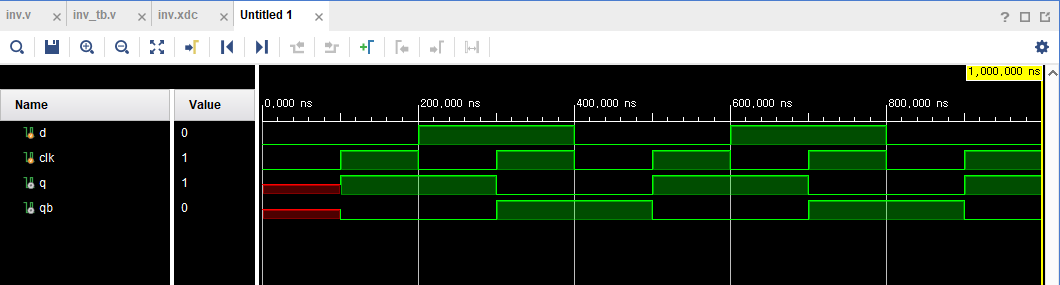 inv.v × inv_tb.v × inv.xdc × Untitled 1 ×
?
1,000,000 ns
Name Value
0,000 ns 200,000 ns 400,000 ns 600,000 ns 800,000 ns
d 0
clk 1
q 1
qb 0